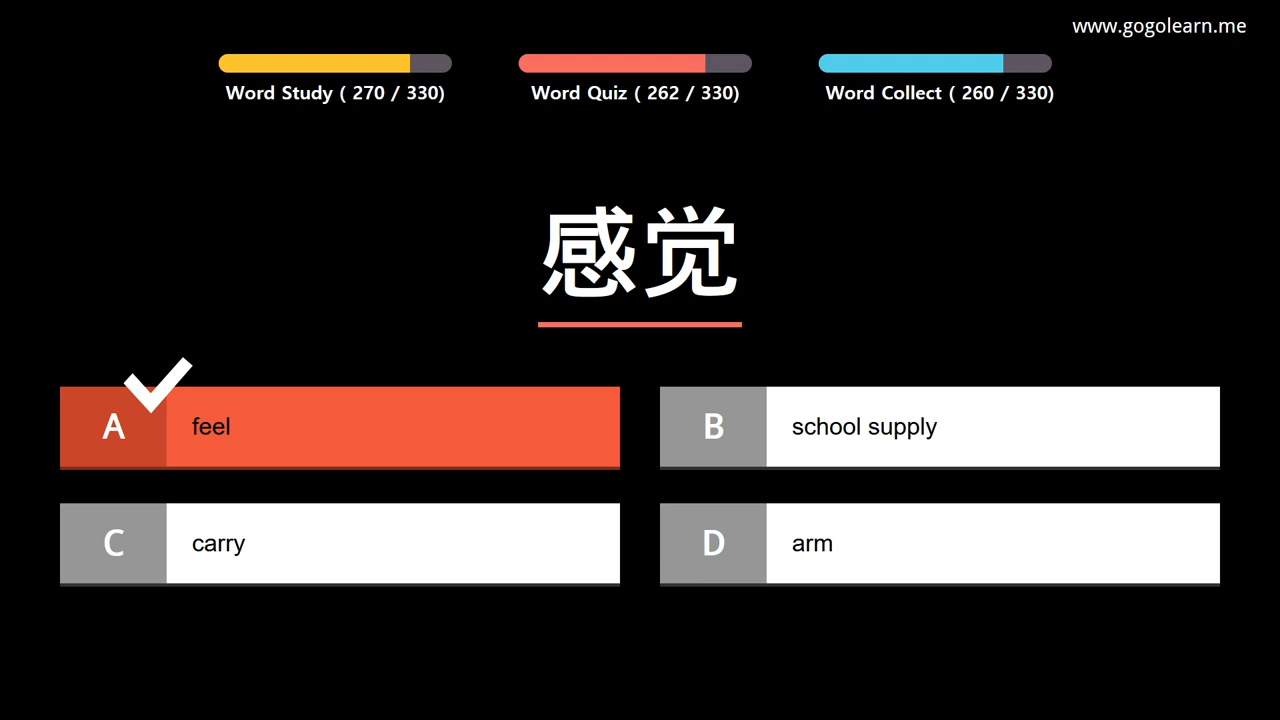 www.gogolearn.me
Word Study ( 270 / 330)
Word Quiz ( 262 / 330)
Word Collect ( 260 / 330)
感觉
A feel
B school supply
C carry
D arm